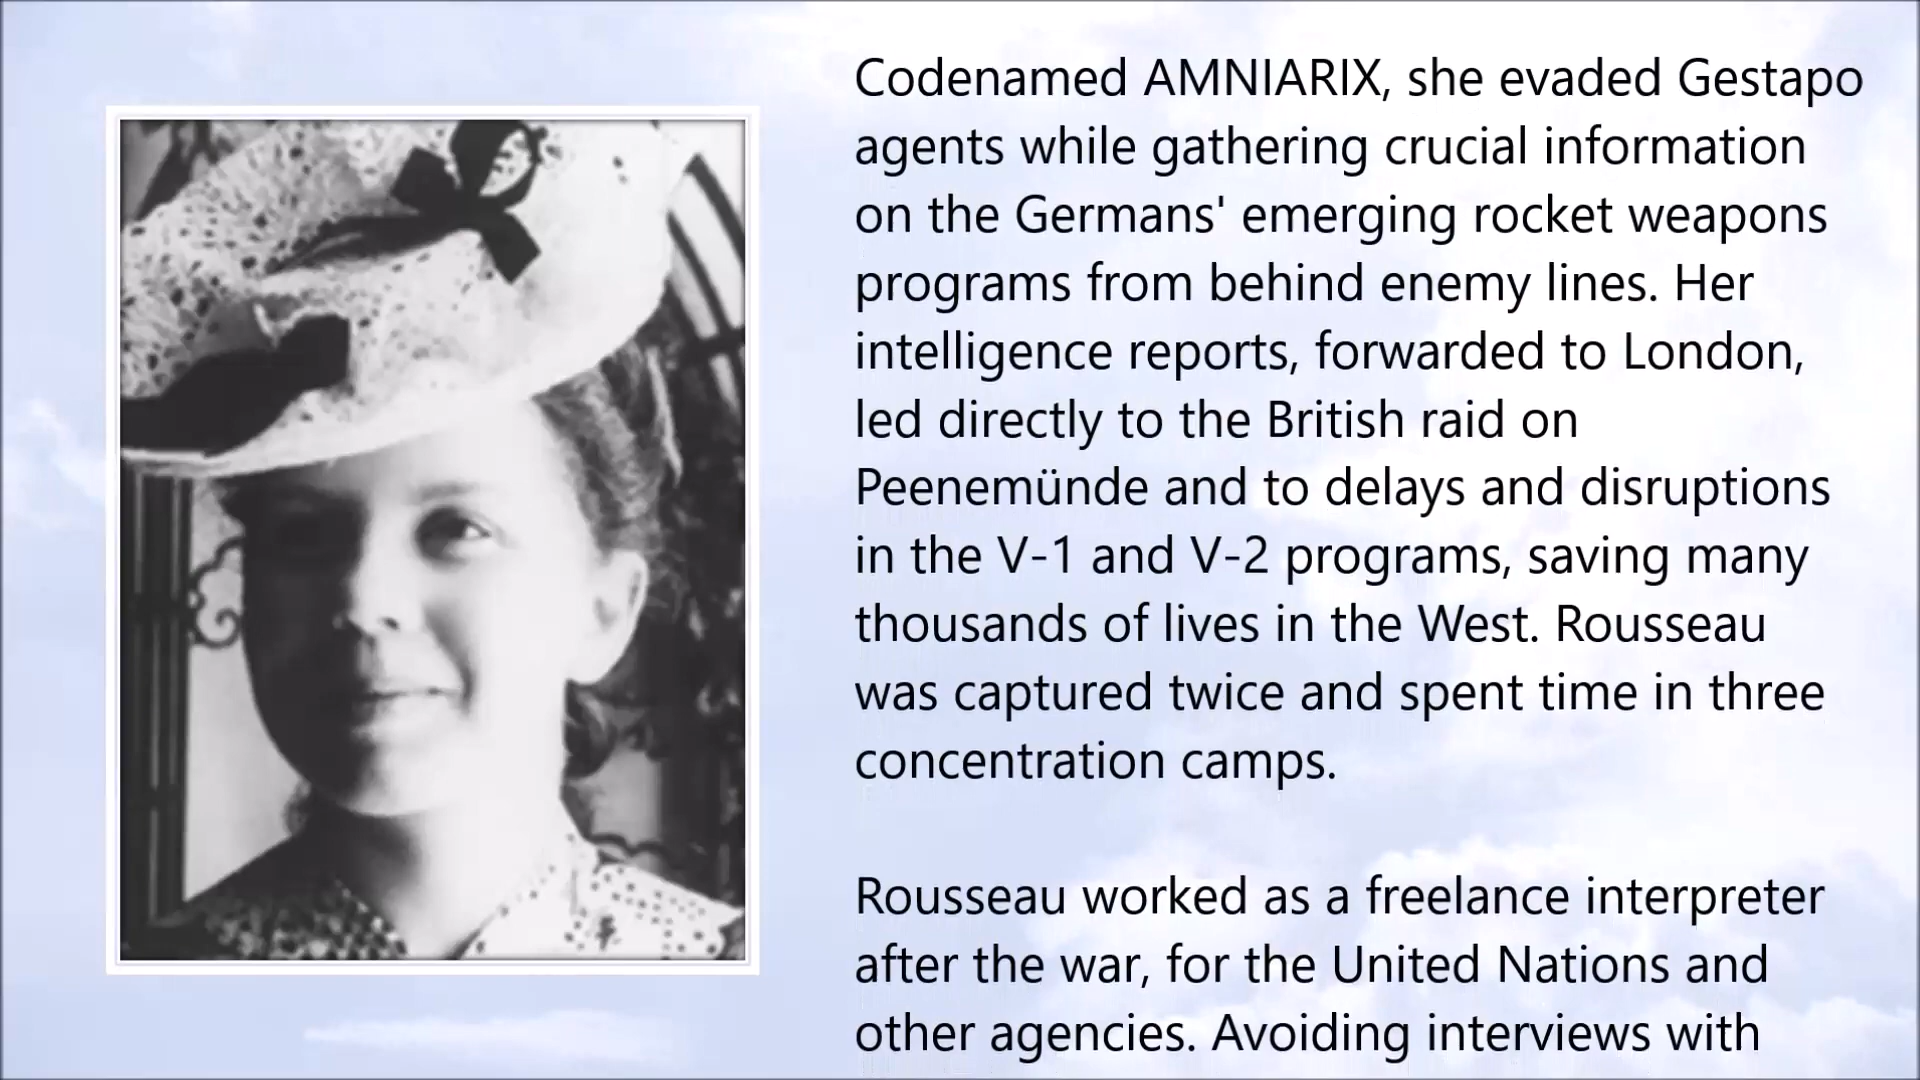 Codenamed AMNIARIX, she evaded Gestapo
agents while gathering crucial information
on the Germans' emerging rocket weapons
programs from behind enemy lines. Her
intelligence reports, forwarded to London,
led directly to the British raid on
Peenemünde and to delays and disruptions
in the V-1 and V-2 programs, saving many
thousands of lives in the West. Rousseau
was captured twice and spent time in three
concentration camps.
Rousseau worked as a freelance interpreter
after the war, for the United Nations and
other agencies. Avoiding interviews with